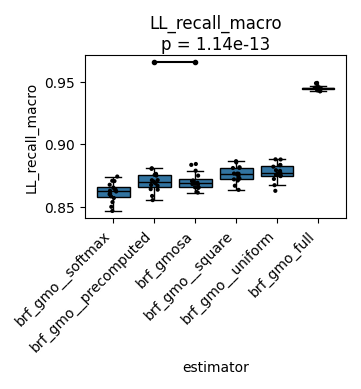 LL_recall_macro
p = 1.14e-13
LL_recall_macro
0.95
0.90
0.85
brf_gmo__softmax
brf_gmo__precomputed
brf_gmosa
brf_gmo__square
brf_gmo__uniform
brf_gmo_full
estimator